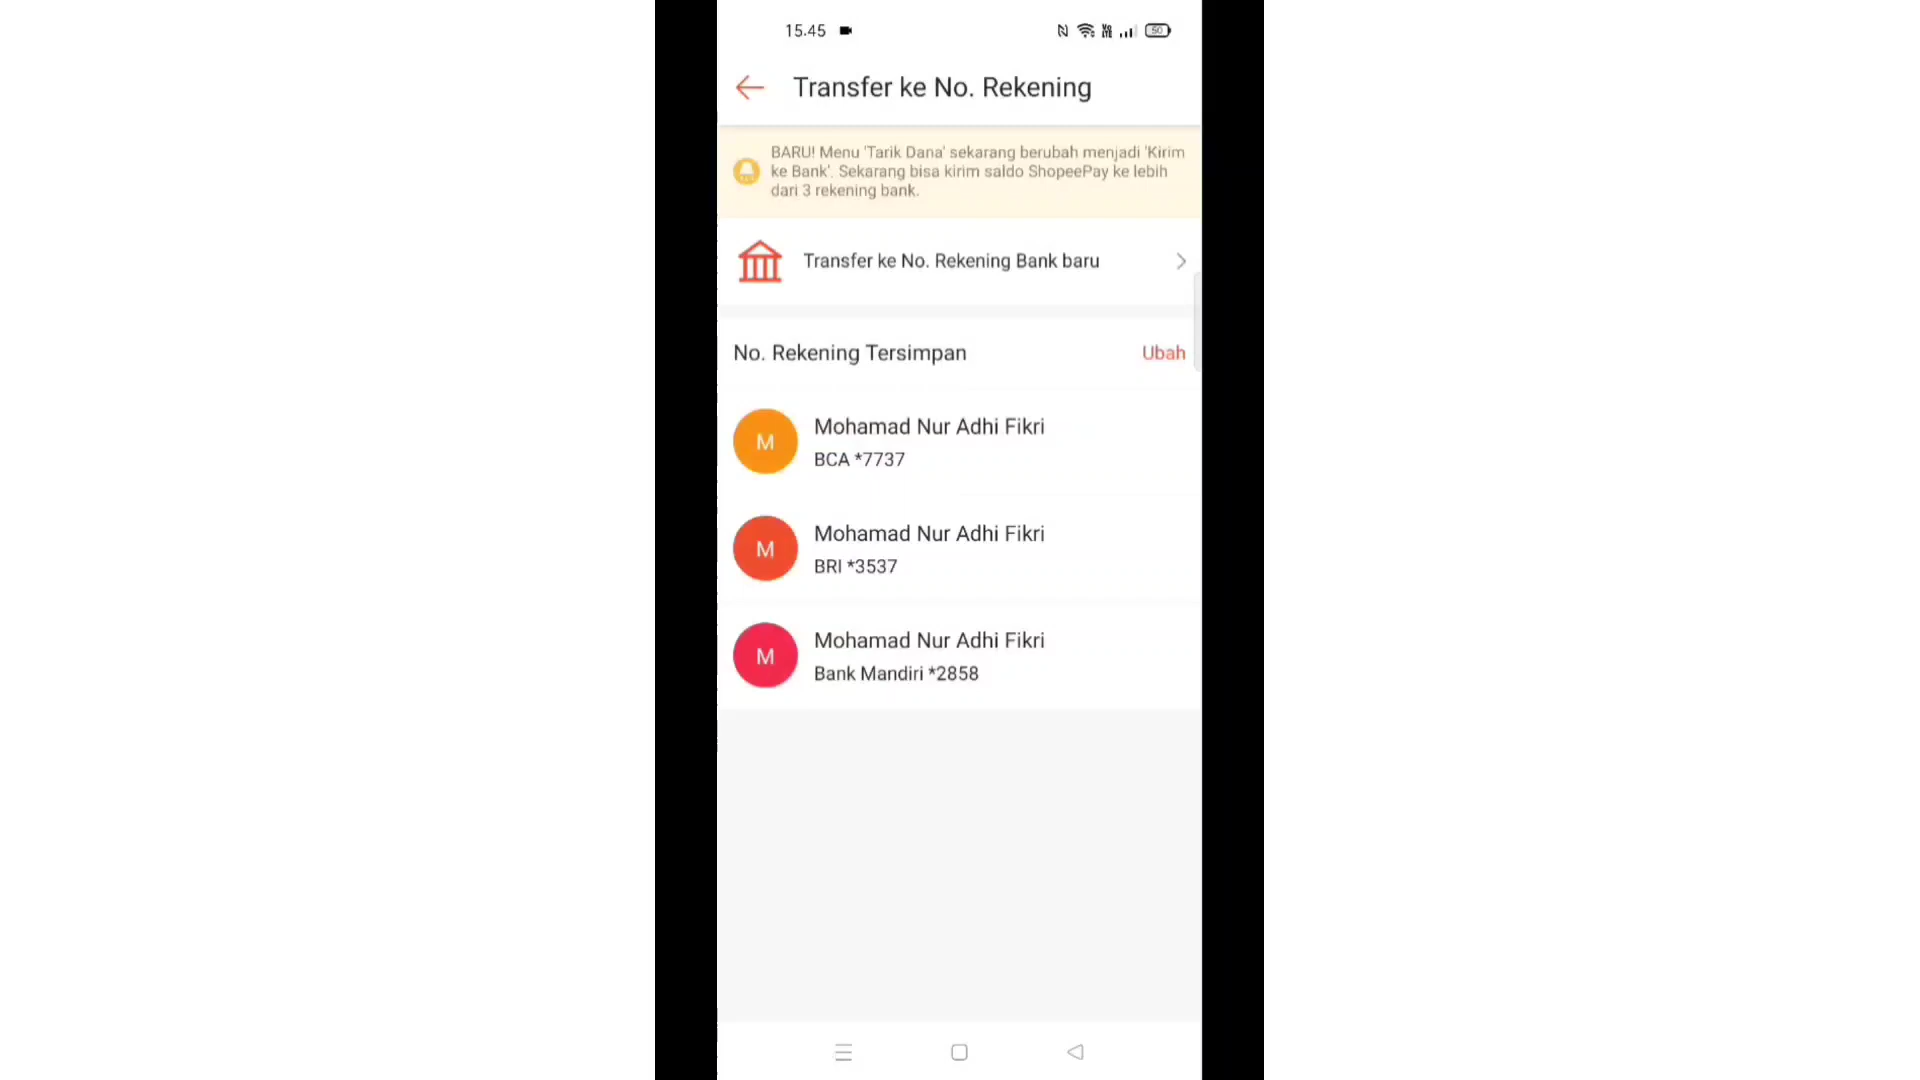 15.45
50
Transfer ke No. Rekening
BARU! Menu 'Tarik Dana' sekarang berubah menjadi 'Kirim
ke Bank'. Sekarang bisa kirim saldo ShopeePay ke lebih
dari 3 rekening bank.
Transfer ke No. Rekening Bank baru
No. Rekening Tersimpan
Ubah
M
Mohamad Nur Adhi Fikri
BCA *7737
M
Mohamad Nur Adhi Fikri
BRI *3537
M
Mohamad Nur Adhi Fikri
Bank Mandiri *2858